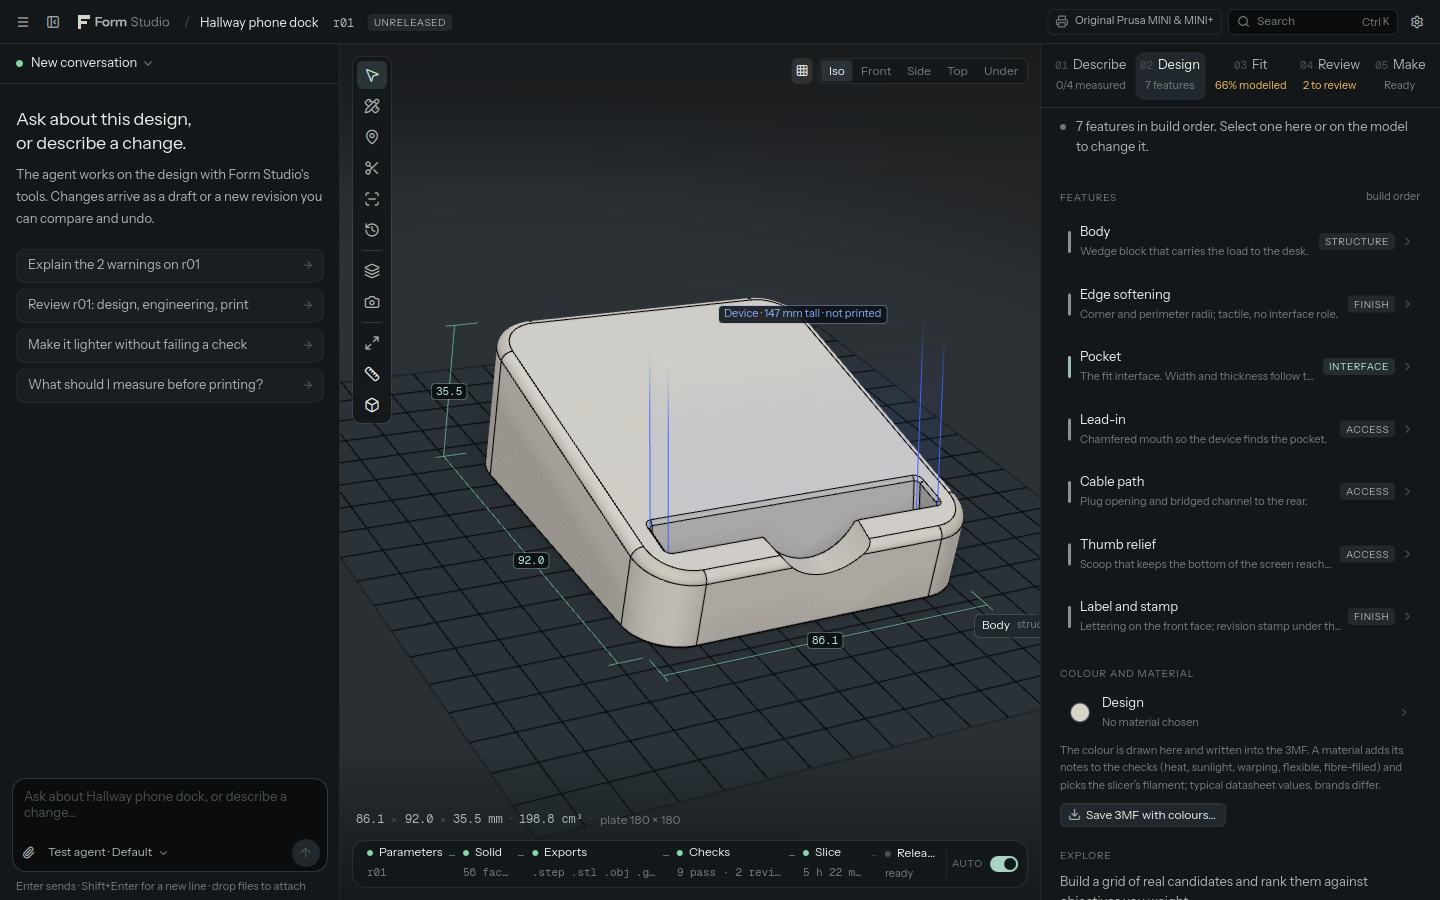 Form Studio / Hallway phone dock r01 UNRELEASED
Original Prusa MINI & MINI+
Search Ctrl K
New conversation
Ask about this design,
or describe a change.
The agent works on the design with Form Studio's
tools. Changes arrive as a draft or a new revision you
can compare and undo.
Explain the 2 warnings on r01
Review r01: design, engineering, print
Make it lighter without failing a check
What should I measure before printing?
Ask about Hallway phone dock, or describe a
change...
Test agent · Default
Enter sends · Shift+Enter for a new line · drop files to attach
Iso Front Side Top Under
Device · 147 mm tall · not printed
35.5
92.0
86.1
Body struc
86.1 × 92.0 × 35.5 mm · 198.8 cm³ · plate 180 × 180
Parameters Solid Exports Checks Slice Relea...
r01 56 fac... .step .stl .obj .g... 9 pass · 2 revi... 5 h 22 m... ready
AUTO
01 Describe 02 Design 03 Fit 04 Review 05 Make
0/4 measured 7 features 66% modelled 2 to review Ready
7 features in build order. Select one here or on the model
to change it.
FEATURES build order
Body
Wedge block that carries the load to the desk.
STRUCTURE
Edge softening
Corner and perimeter radii; tactile, no interface role.
FINISH
Pocket
The fit interface. Width and thickness follow t...
INTERFACE
Lead-in
Chamfered mouth so the device finds the pocket.
ACCESS
Cable path
Plug opening and bridged channel to the rear.
ACCESS
Thumb relief
Scoop that keeps the bottom of the screen reach...
ACCESS
Label and stamp
Lettering on the front face; revision stamp under th...
FINISH
COLOUR AND MATERIAL
Design
No material chosen
The colour is drawn here and written into the 3MF. A material adds its
notes to the checks (heat, sunlight, warping, flexible, fibre-filled) and
picks the slicer's filament; typical datasheet values, brands differ.
Save 3MF with colours...
EXPLORE
Build a grid of real candidates and rank them against
objectives you weight.